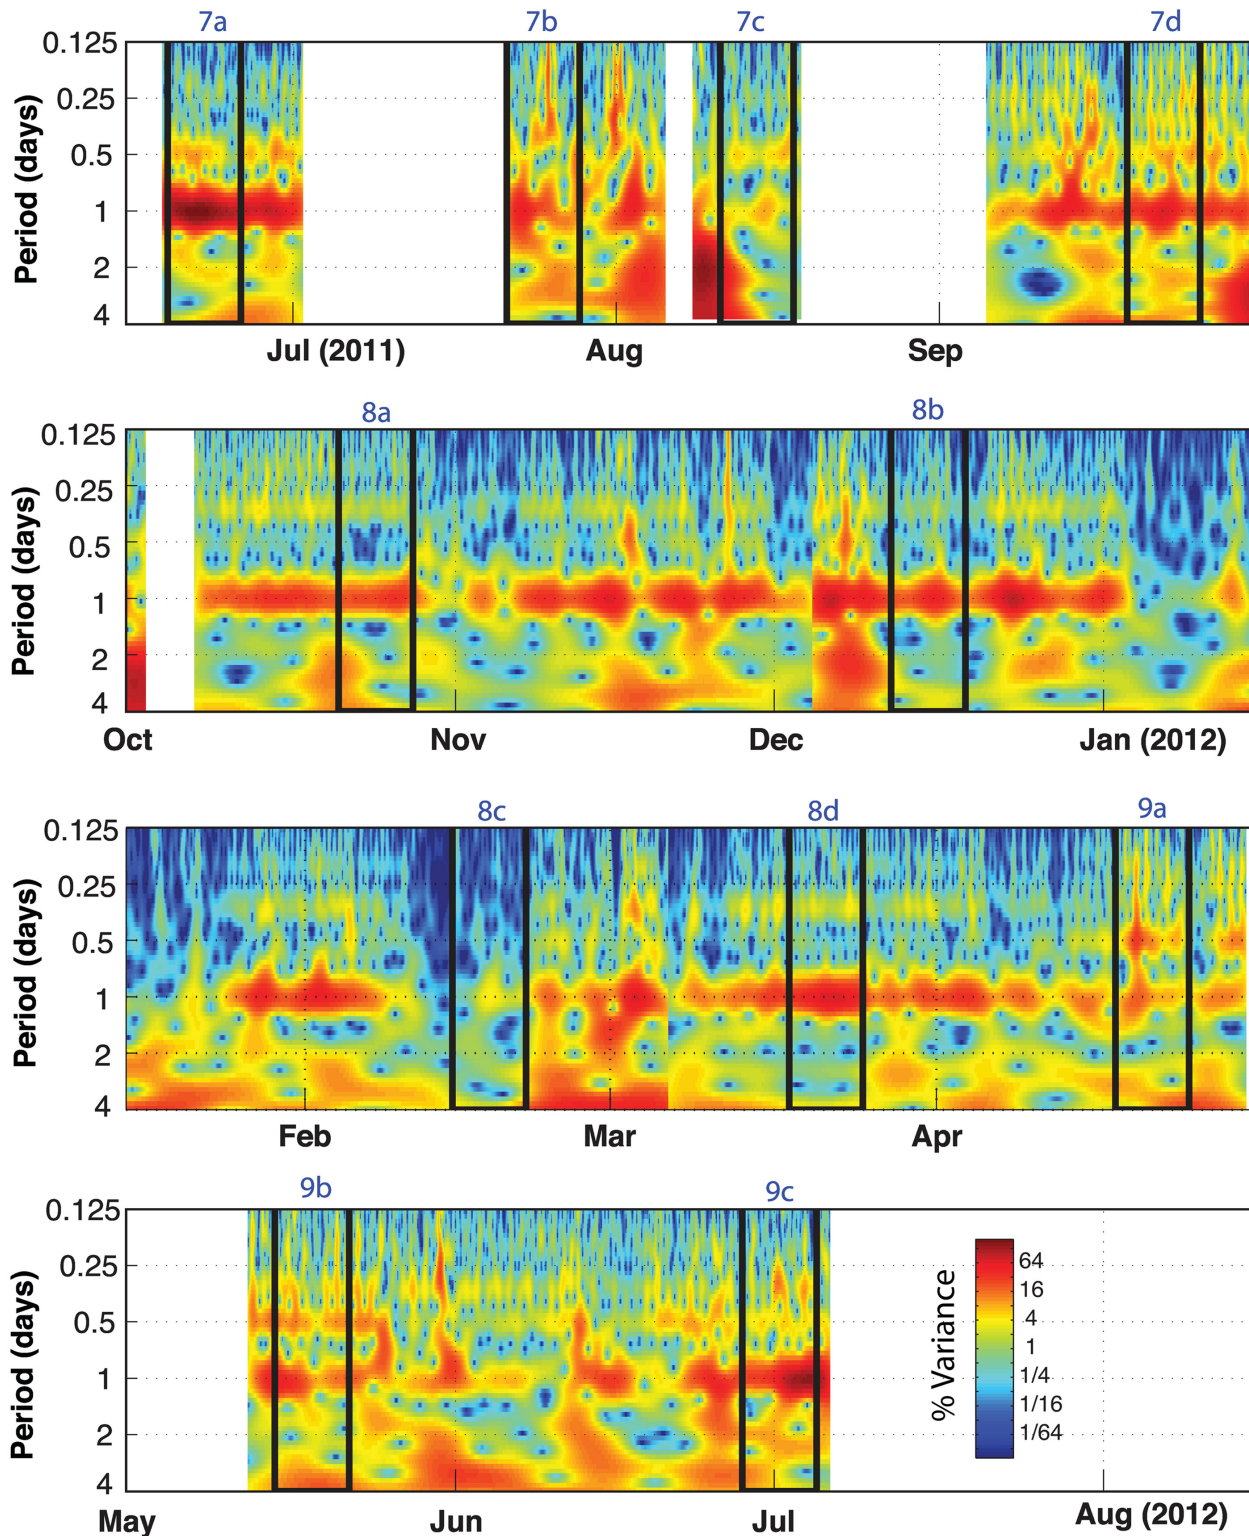 7a 7b 7c 7d
0.125
0.25
0.5
1
2
4
Period (days)
Jul (2011) Aug Sep
8a 8b
0.125
0.25
0.5
1
2
4
Period (days)
Oct Nov Dec Jan (2012)
8c 8d 9a
0.125
0.25
0.5
1
2
4
Period (days)
Feb Mar Apr
9b 9c
0.125
0.25
0.5
1
2
4
Period (days)
% Variance
64
16
4
1
1/4
1/16
1/64
May Jun Jul Aug (2012)